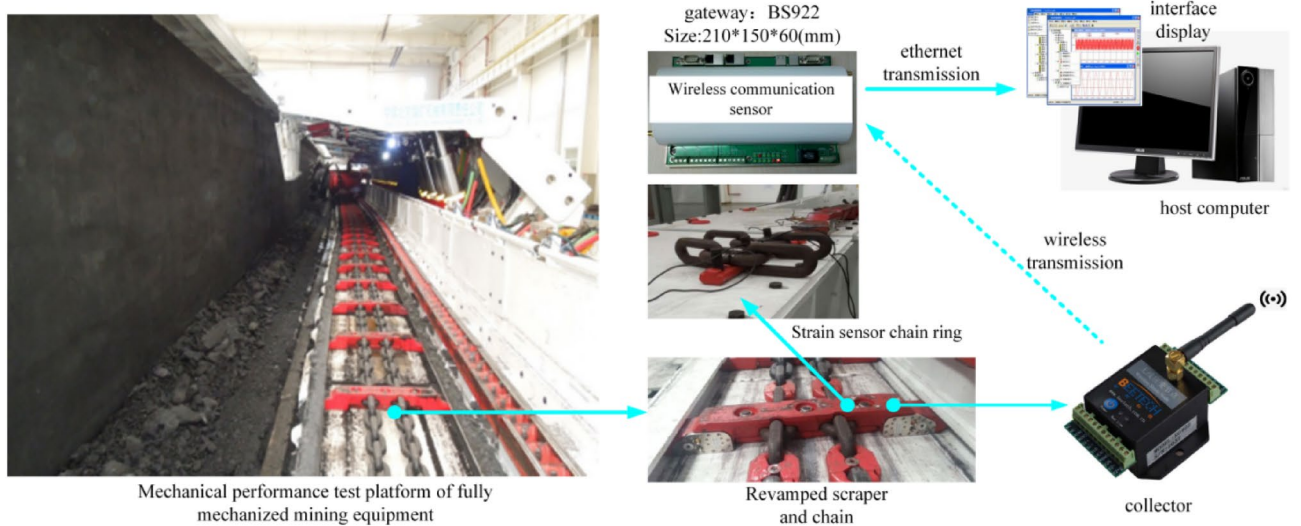 gateway: BS922
Size:210*150*60(mm)
Wireless communication
sensor
ethernet
transmission
interface
display
host computer
wireless
transmission
Strain sensor chain ring
Mechanical performance test platform of fully
mechanized mining equipment
Revamped scraper
and chain
collector